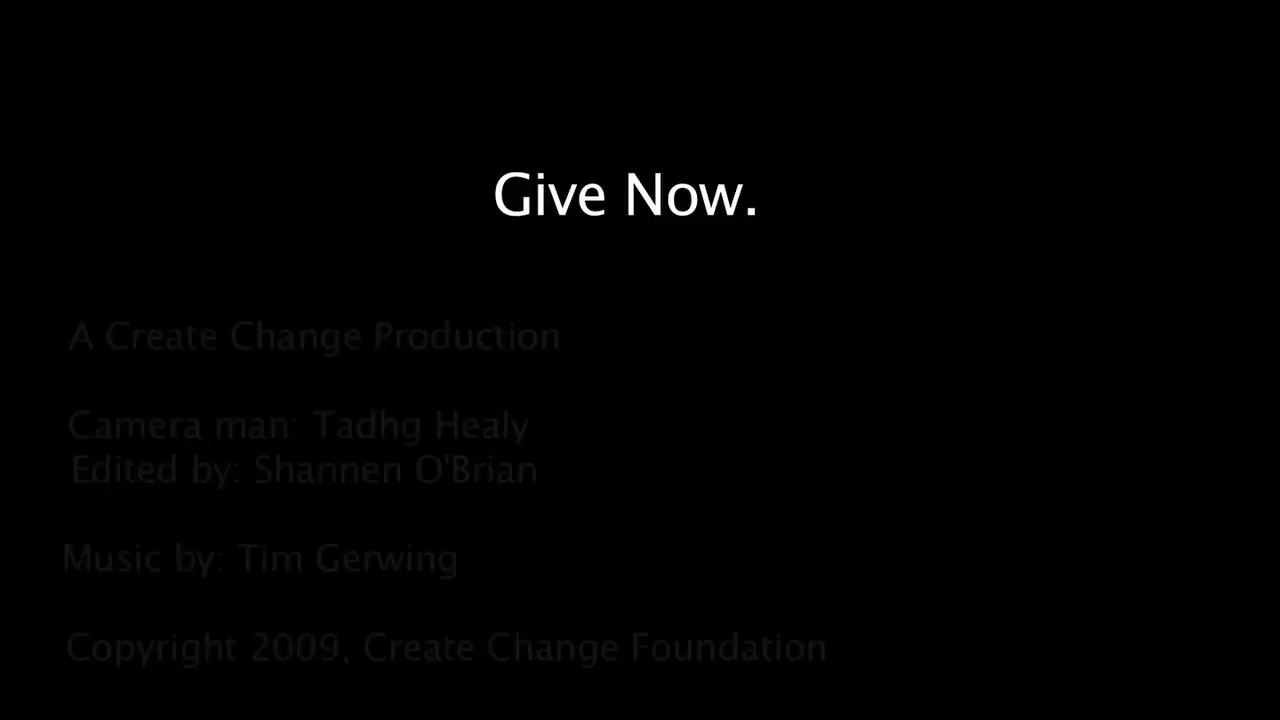 Give Now.
A Create Change Production
Camera man: Tadhg Healy
Edited by: Shannen O'Brian
Music by: Tim Gerwing
Copyright 2009, Create Change Foundation